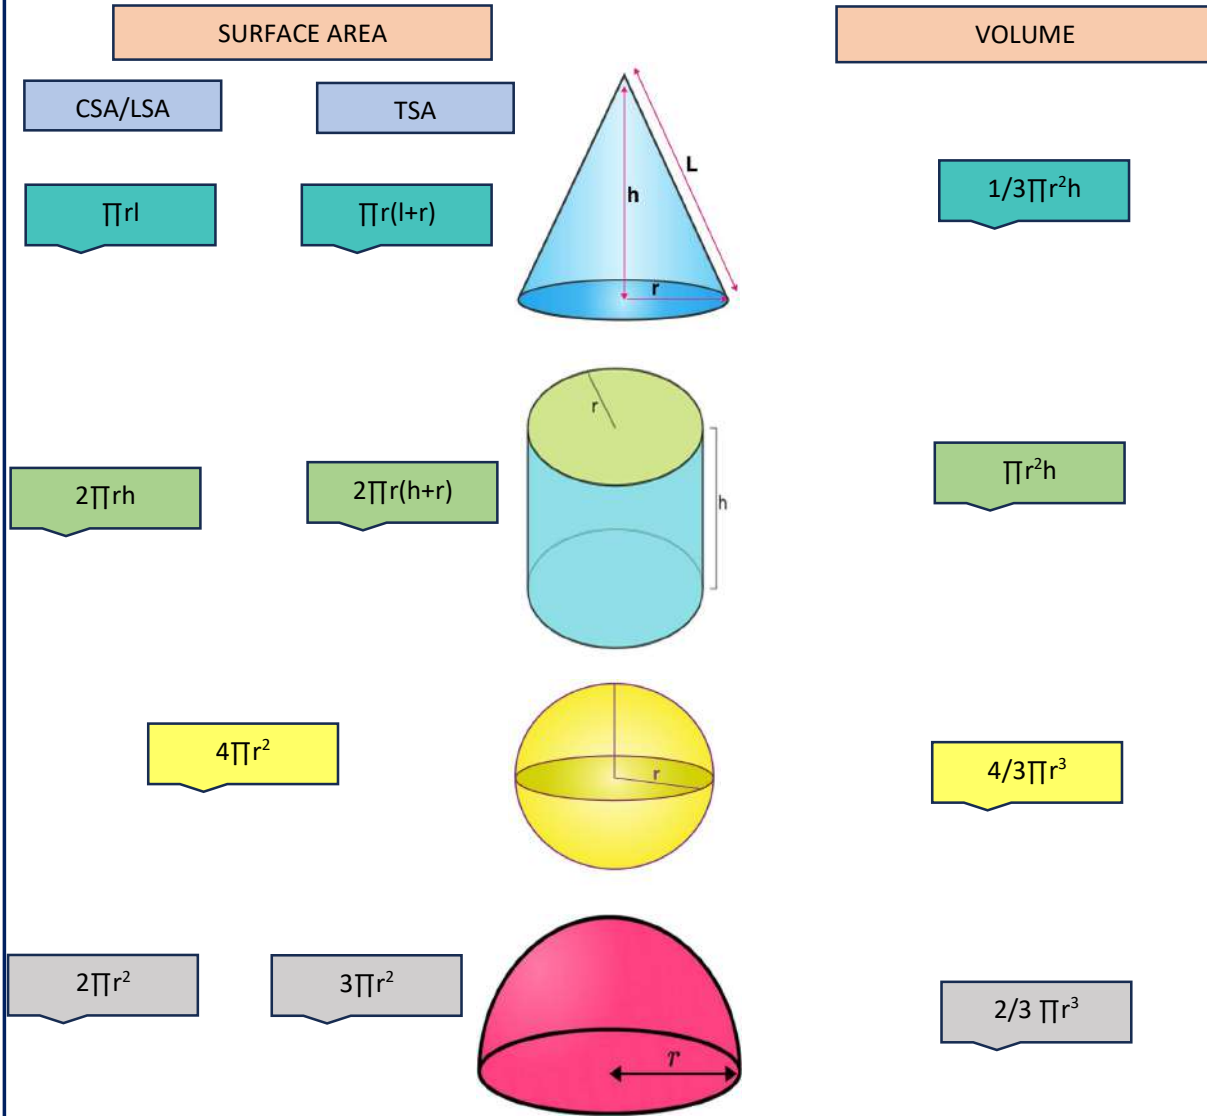 SURFACE AREA
VOLUME
CSA/LSA
TSA
∏rl
∏r(l+r)
h
L
r
1/3∏r²h
2∏rh
2∏r(h+r)
r
h
∏r²h
4∏r²
r
4/3∏r³
2∏r²
3∏r²
r
2/3 ∏r³